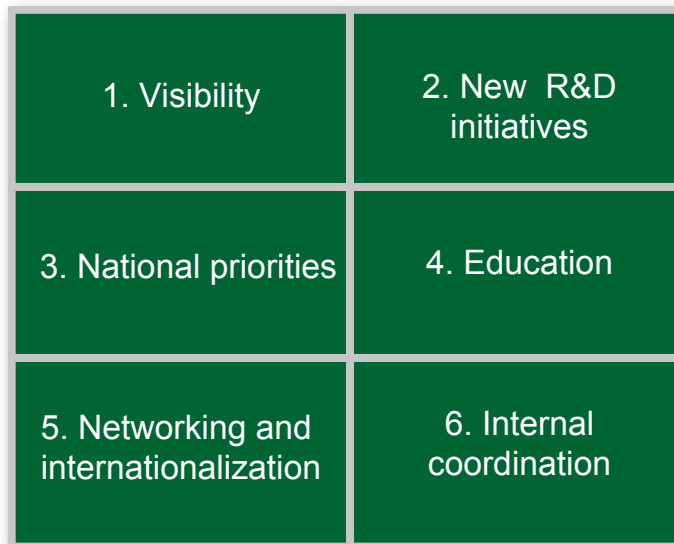 1. Visibility
2. New R&D
initiatives
3. National priorities
4. Education
5. Networking and
internationalization
6. Internal
coordination